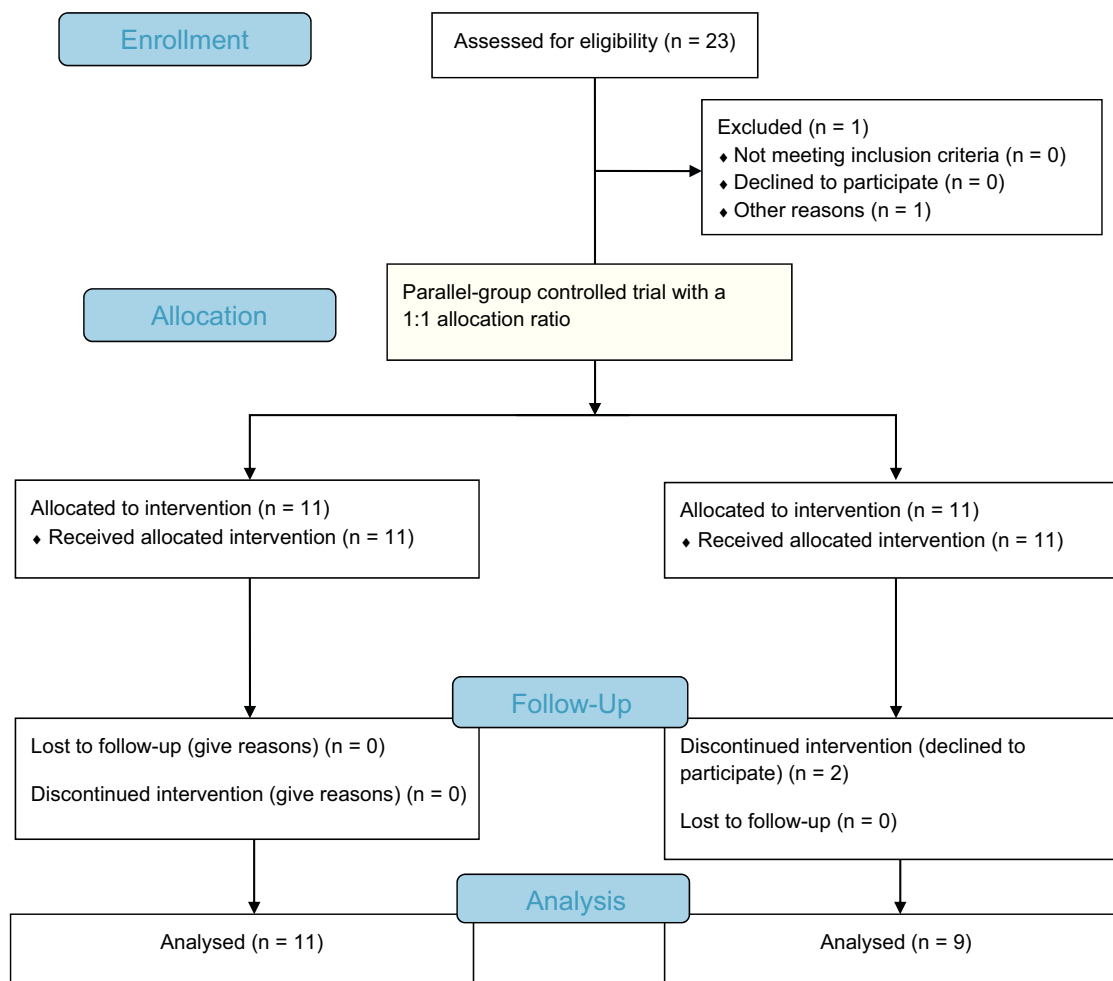 Enrollment
Assessed for eligibility (n = 23)
Excluded (n = 1)
♦ Not meeting inclusion criteria (n = 0)
♦ Declined to participate (n = 0)
♦ Other reasons (n = 1)
Allocation
Parallel-group controlled trial with a
1:1 allocation ratio
Allocated to intervention (n = 11)
♦ Received allocated intervention (n = 11)
Allocated to intervention (n = 11)
♦ Received allocated intervention (n = 11)
Follow-Up
Lost to follow-up (give reasons) (n = 0)
Discontinued intervention (give reasons) (n = 0)
Discontinued intervention (declined to
participate) (n = 2)
Lost to follow-up (n = 0)
Analysis
Analysed (n = 11)
Analysed (n = 9)